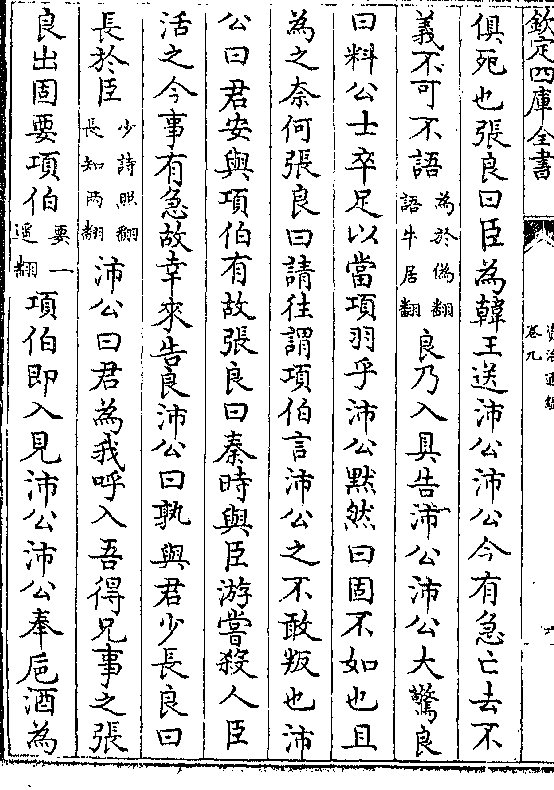 欽定四庫全書
卷九
俱死也張良曰臣為韓王送沛公沛公今有急亡去不
義不可不語為於偽翻語牛居翻良乃入具告沛公沛公大驚良
曰料公士卒足以當項羽乎沛公黙然曰固不如也且
為之奈何張良曰請往謂項伯言沛公之不敢叛也沛
公曰君安與項伯有故張良曰秦時與臣游嘗殺人臣
活之今事有急故幸來告良沛公曰孰與君少長良曰
長於臣少詩照翻長知两翻沛公曰君為我呼入吾得兄事之張
良出固要項伯要一遥翻項伯即入見沛公沛公奉巵酒為